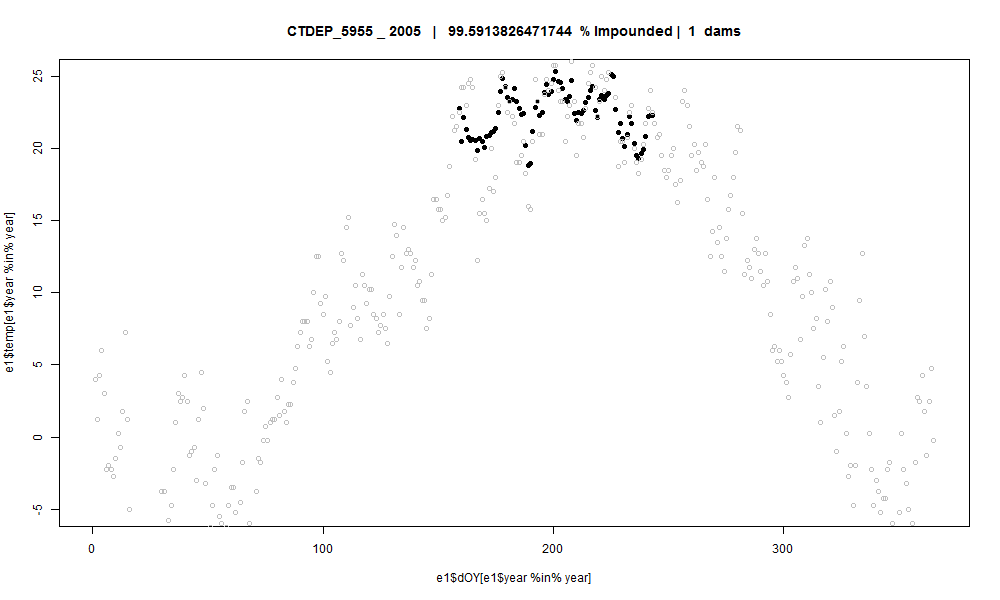 CTDEP_5955 _ 2005 | 99.5913826471744 % Impounded | 1 dams
e1$temp[e1$year %in% year]
25
20
15
10
5
0
-5
0 100 200 300
e1$dOY[e1$year %in% year]